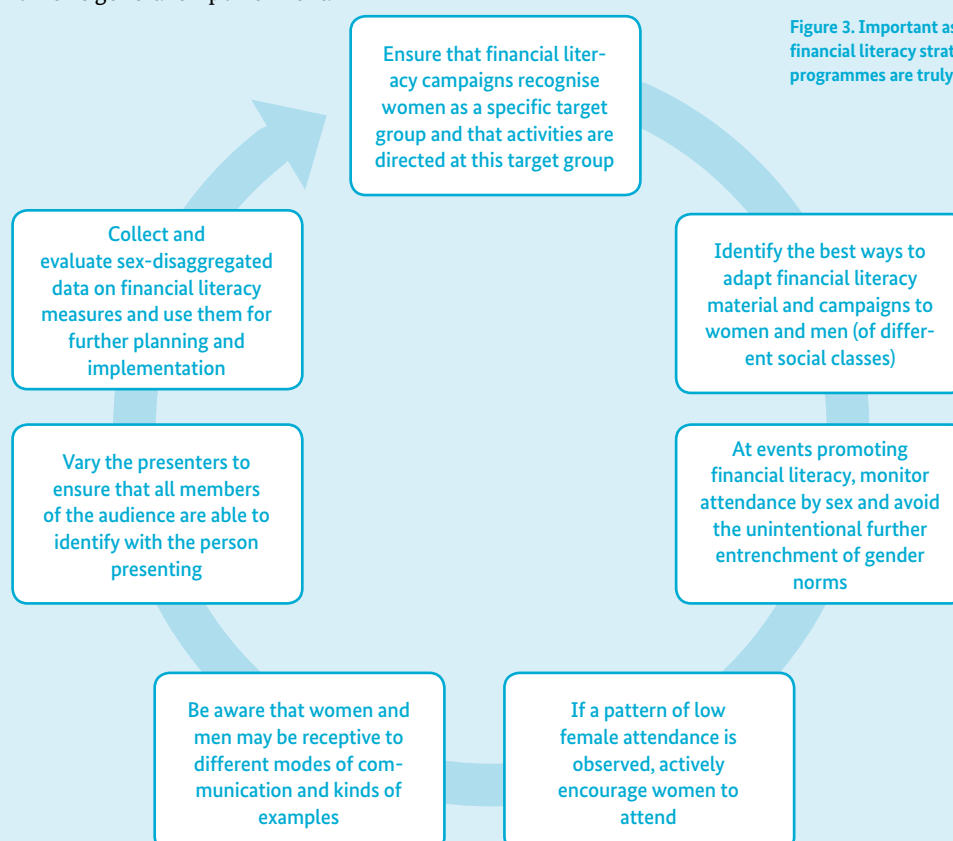 Ensure that financial liter-
acy campaigns recognise
women as a specific target
group and that activities are
directed at this target group
Figure 3. Important
financial literacy
programmes are truly
Identify the best ways to
adapt financial literacy
material and campaigns to
women and men (of differ-
ent social classes)
At events promoting
financial literacy, monitor
attendance by sex and avoid
the unintentional further
entrenchment of gender
norms
If a pattern of low
female attendance is
observed, actively
encourage women to
attend
Be aware that women and
men may be receptive to
different modes of com-
munication and kinds of
examples
Vary the presenters to
ensure that all members
of the audience are able to
identify with the person
presenting
Collect and
evaluate sex-disaggregated
data on financial literacy
measures and use them for
further planning and
implementation